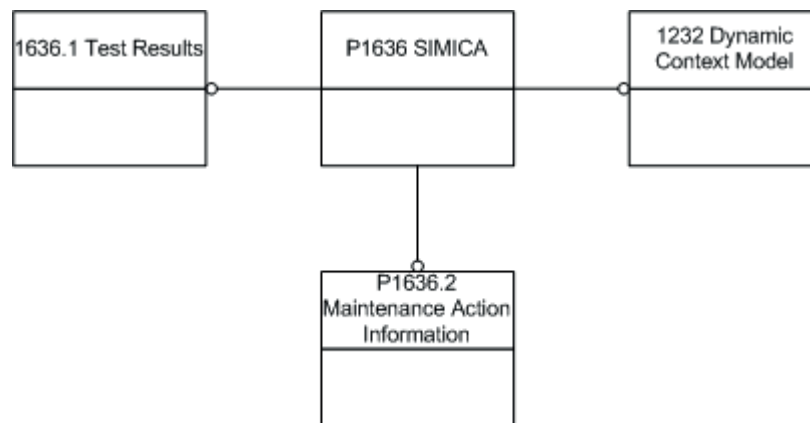 1636.1 Test Results
P1636 SIMICA
1232 Dynamic
Context Model
P1636.2
Maintenance Action
Information